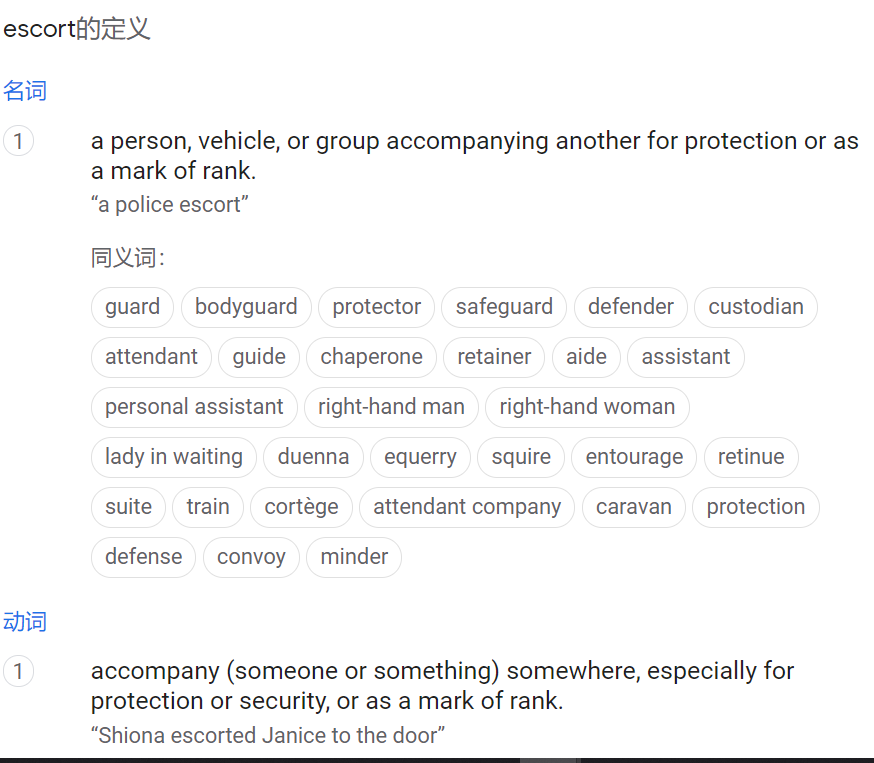 escort的定义
名词
1
a person, vehicle, or group accompanying another for protection or as
a mark of rank.
“a police escort”
同义词：
guard bodyguard protector safeguard defender custodian
attendant guide chaperone retainer aide assistant
personal assistant right-hand man right-hand woman
lady in waiting duenna equerry squire entourage retinue
suite train cortège attendant company caravan protection
defense convoy minder
动词
1
accompany (someone or something) somewhere, especially for
protection or security, or as a mark of rank.
“Shiona escorted Janice to the door”